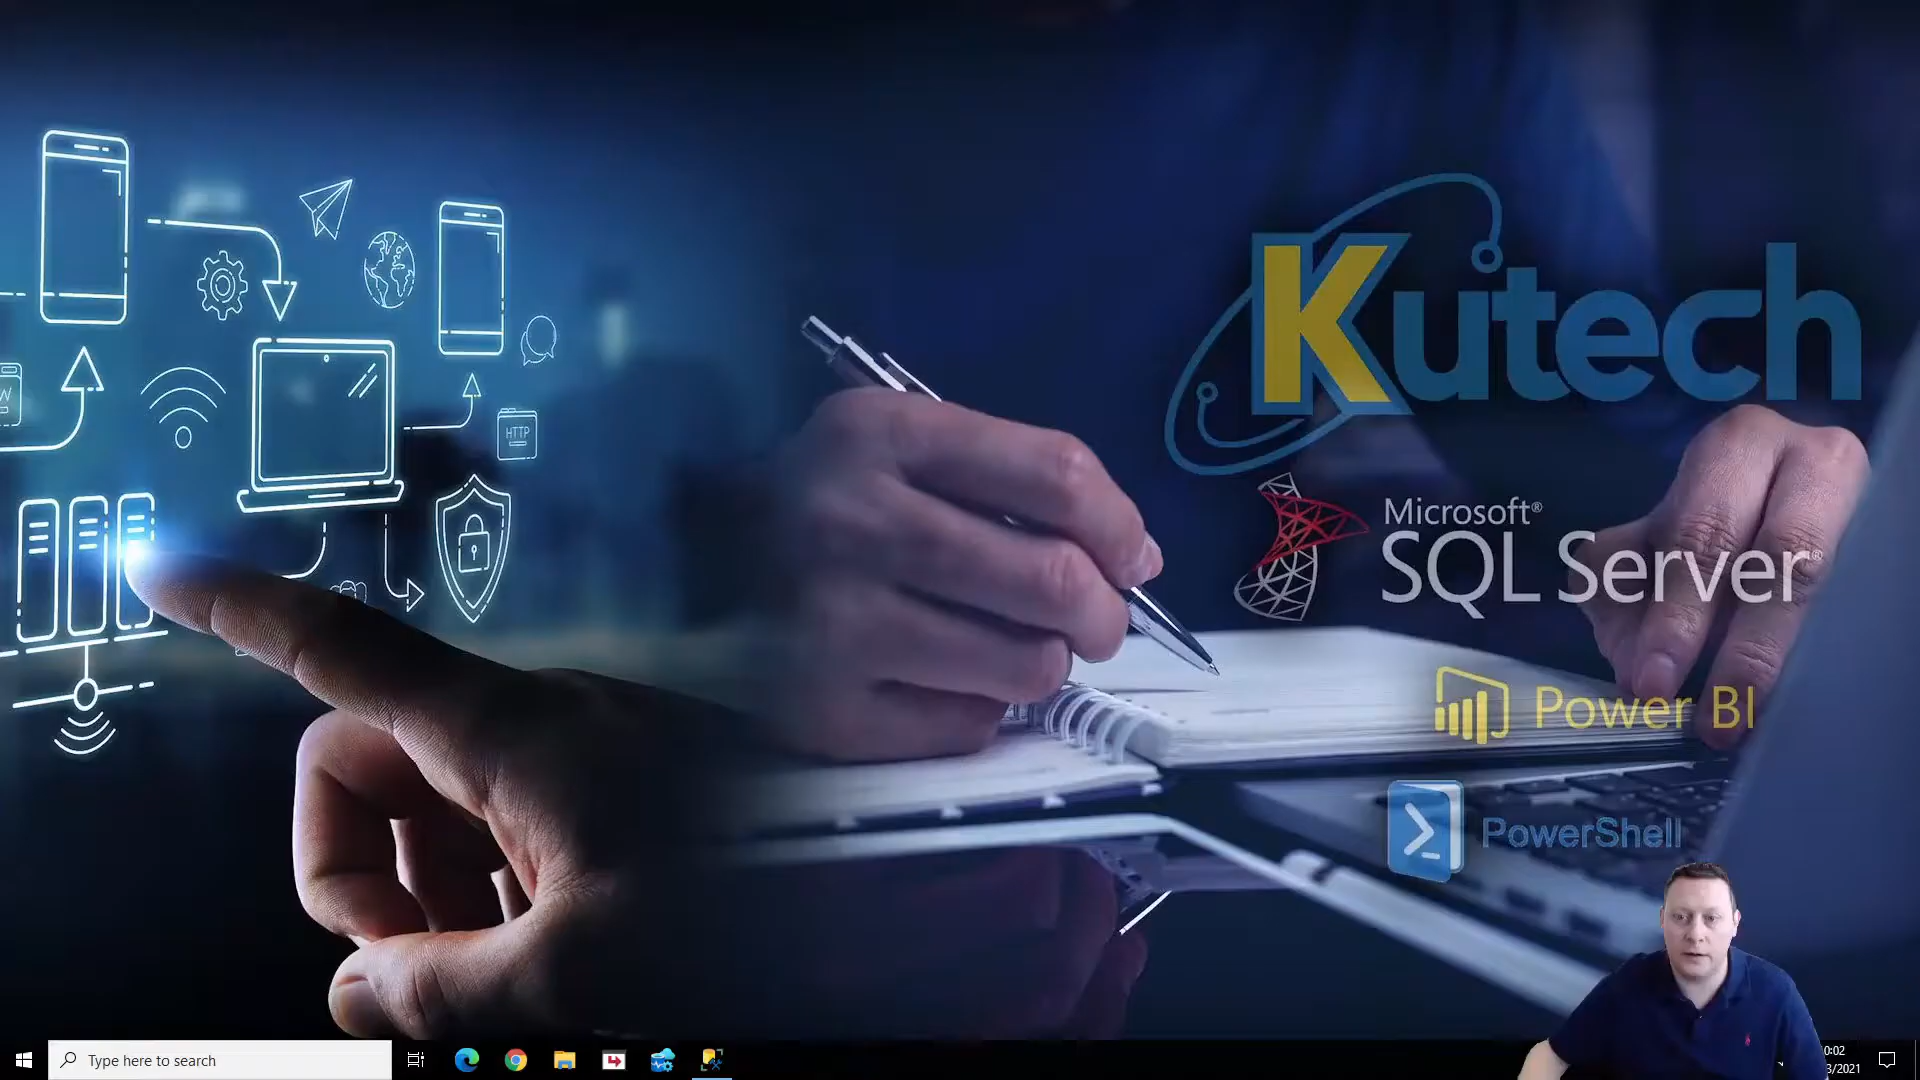 W
HTTP
Kutech
Microsoft®
SQL Server®
Power BI
PowerShell
Type here to search
0:02
3/2021